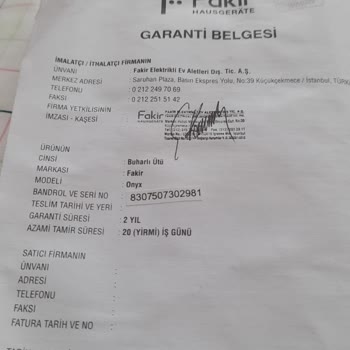 Fakir
HAUSGERÄTE
GARANTİ BELGESİ
İMALATÇI / İTHALATÇI FİRMANIN
ÜNVANI : Fakir Elektrikli Ev Aletleri Dış. Tic. A.Ş.
MERKEZ ADRESİ : Saruhan Plaza, Basın Ekspres Yolu, No:39 Küçükçekmece / İstanbul,
TELEFONU : 0 212 249 70 69
FAKSI : 0 212 251 51 42
FİRMA YETKİLİSİNİN
İMZASI - KAŞESİ
Fakir
ÜRÜNÜN
CİNSİ : Buharlı Ütü
MARKASI : Fakir
MODELİ : Onyx
BANDROL VE SERİ NO : 8307507302981
TESLİM TARİHİ VE YERİ :
GARANTİ SÜRESİ : 2 YIL
AZAMİ TAMİR SÜRESİ : 20 (YİRMİ) İŞ GÜNÜ
SATICI FİRMANIN
ÜNVANI :
ADRESİ :
TELEFONU :
FAKSI :
FATURA TARİH VE NO :